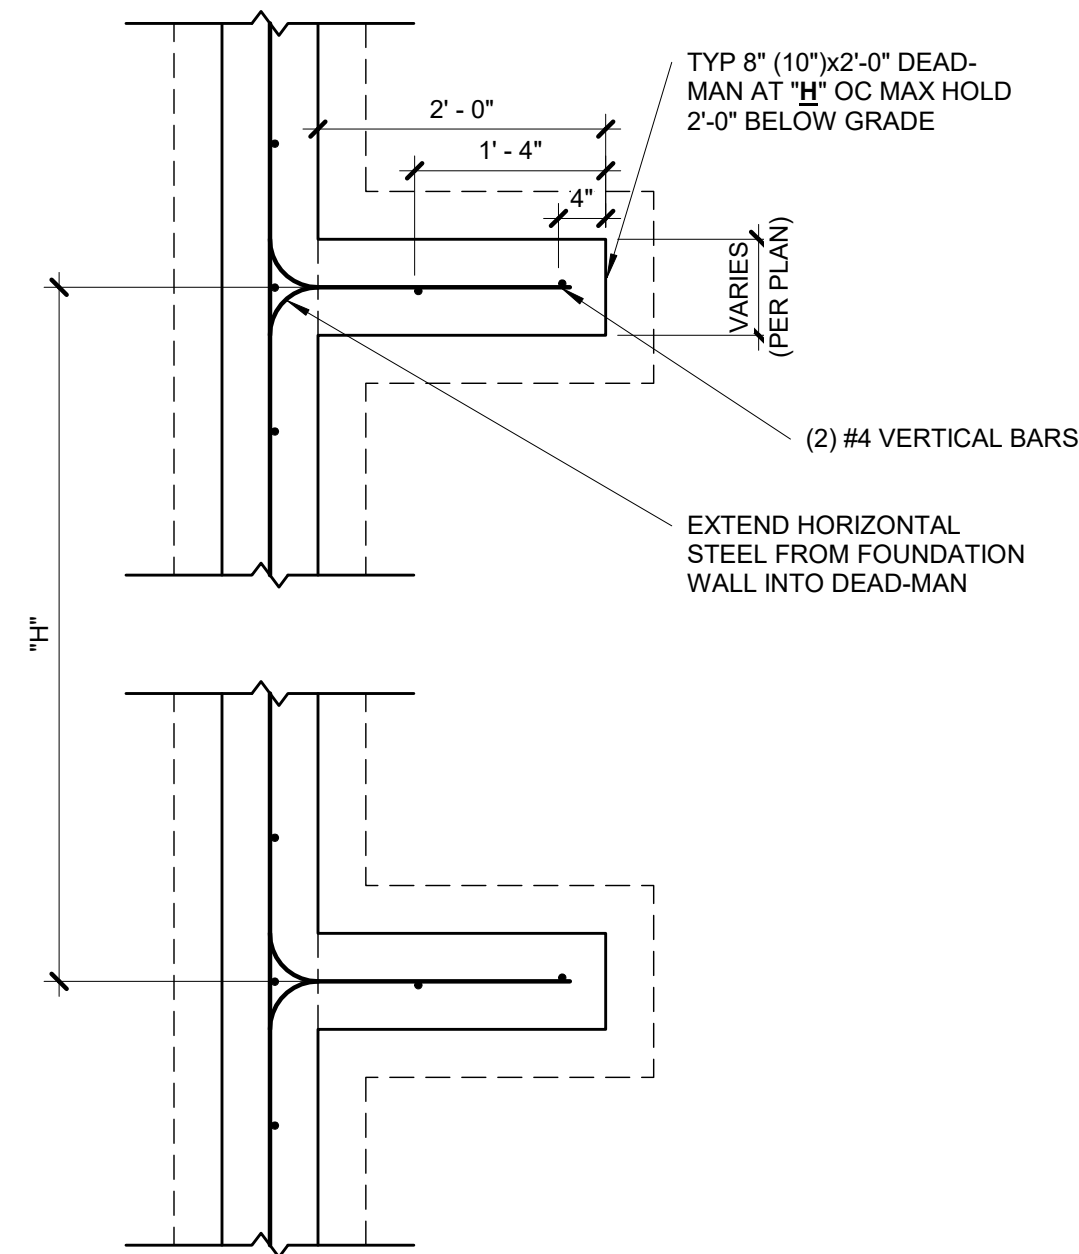 TYP 8" (10")x2'-0" DEAD-
MAN AT "H" OC MAX HOLD
2'-0" BELOW GRADE
2' - 0"
1' - 4"
4"
VARIES
(PER PLAN)
(2) #4 VERTICAL BARS
EXTEND HORIZONTAL
STEEL FROM FOUNDATION
WALL INTO DEAD-MAN
"H"